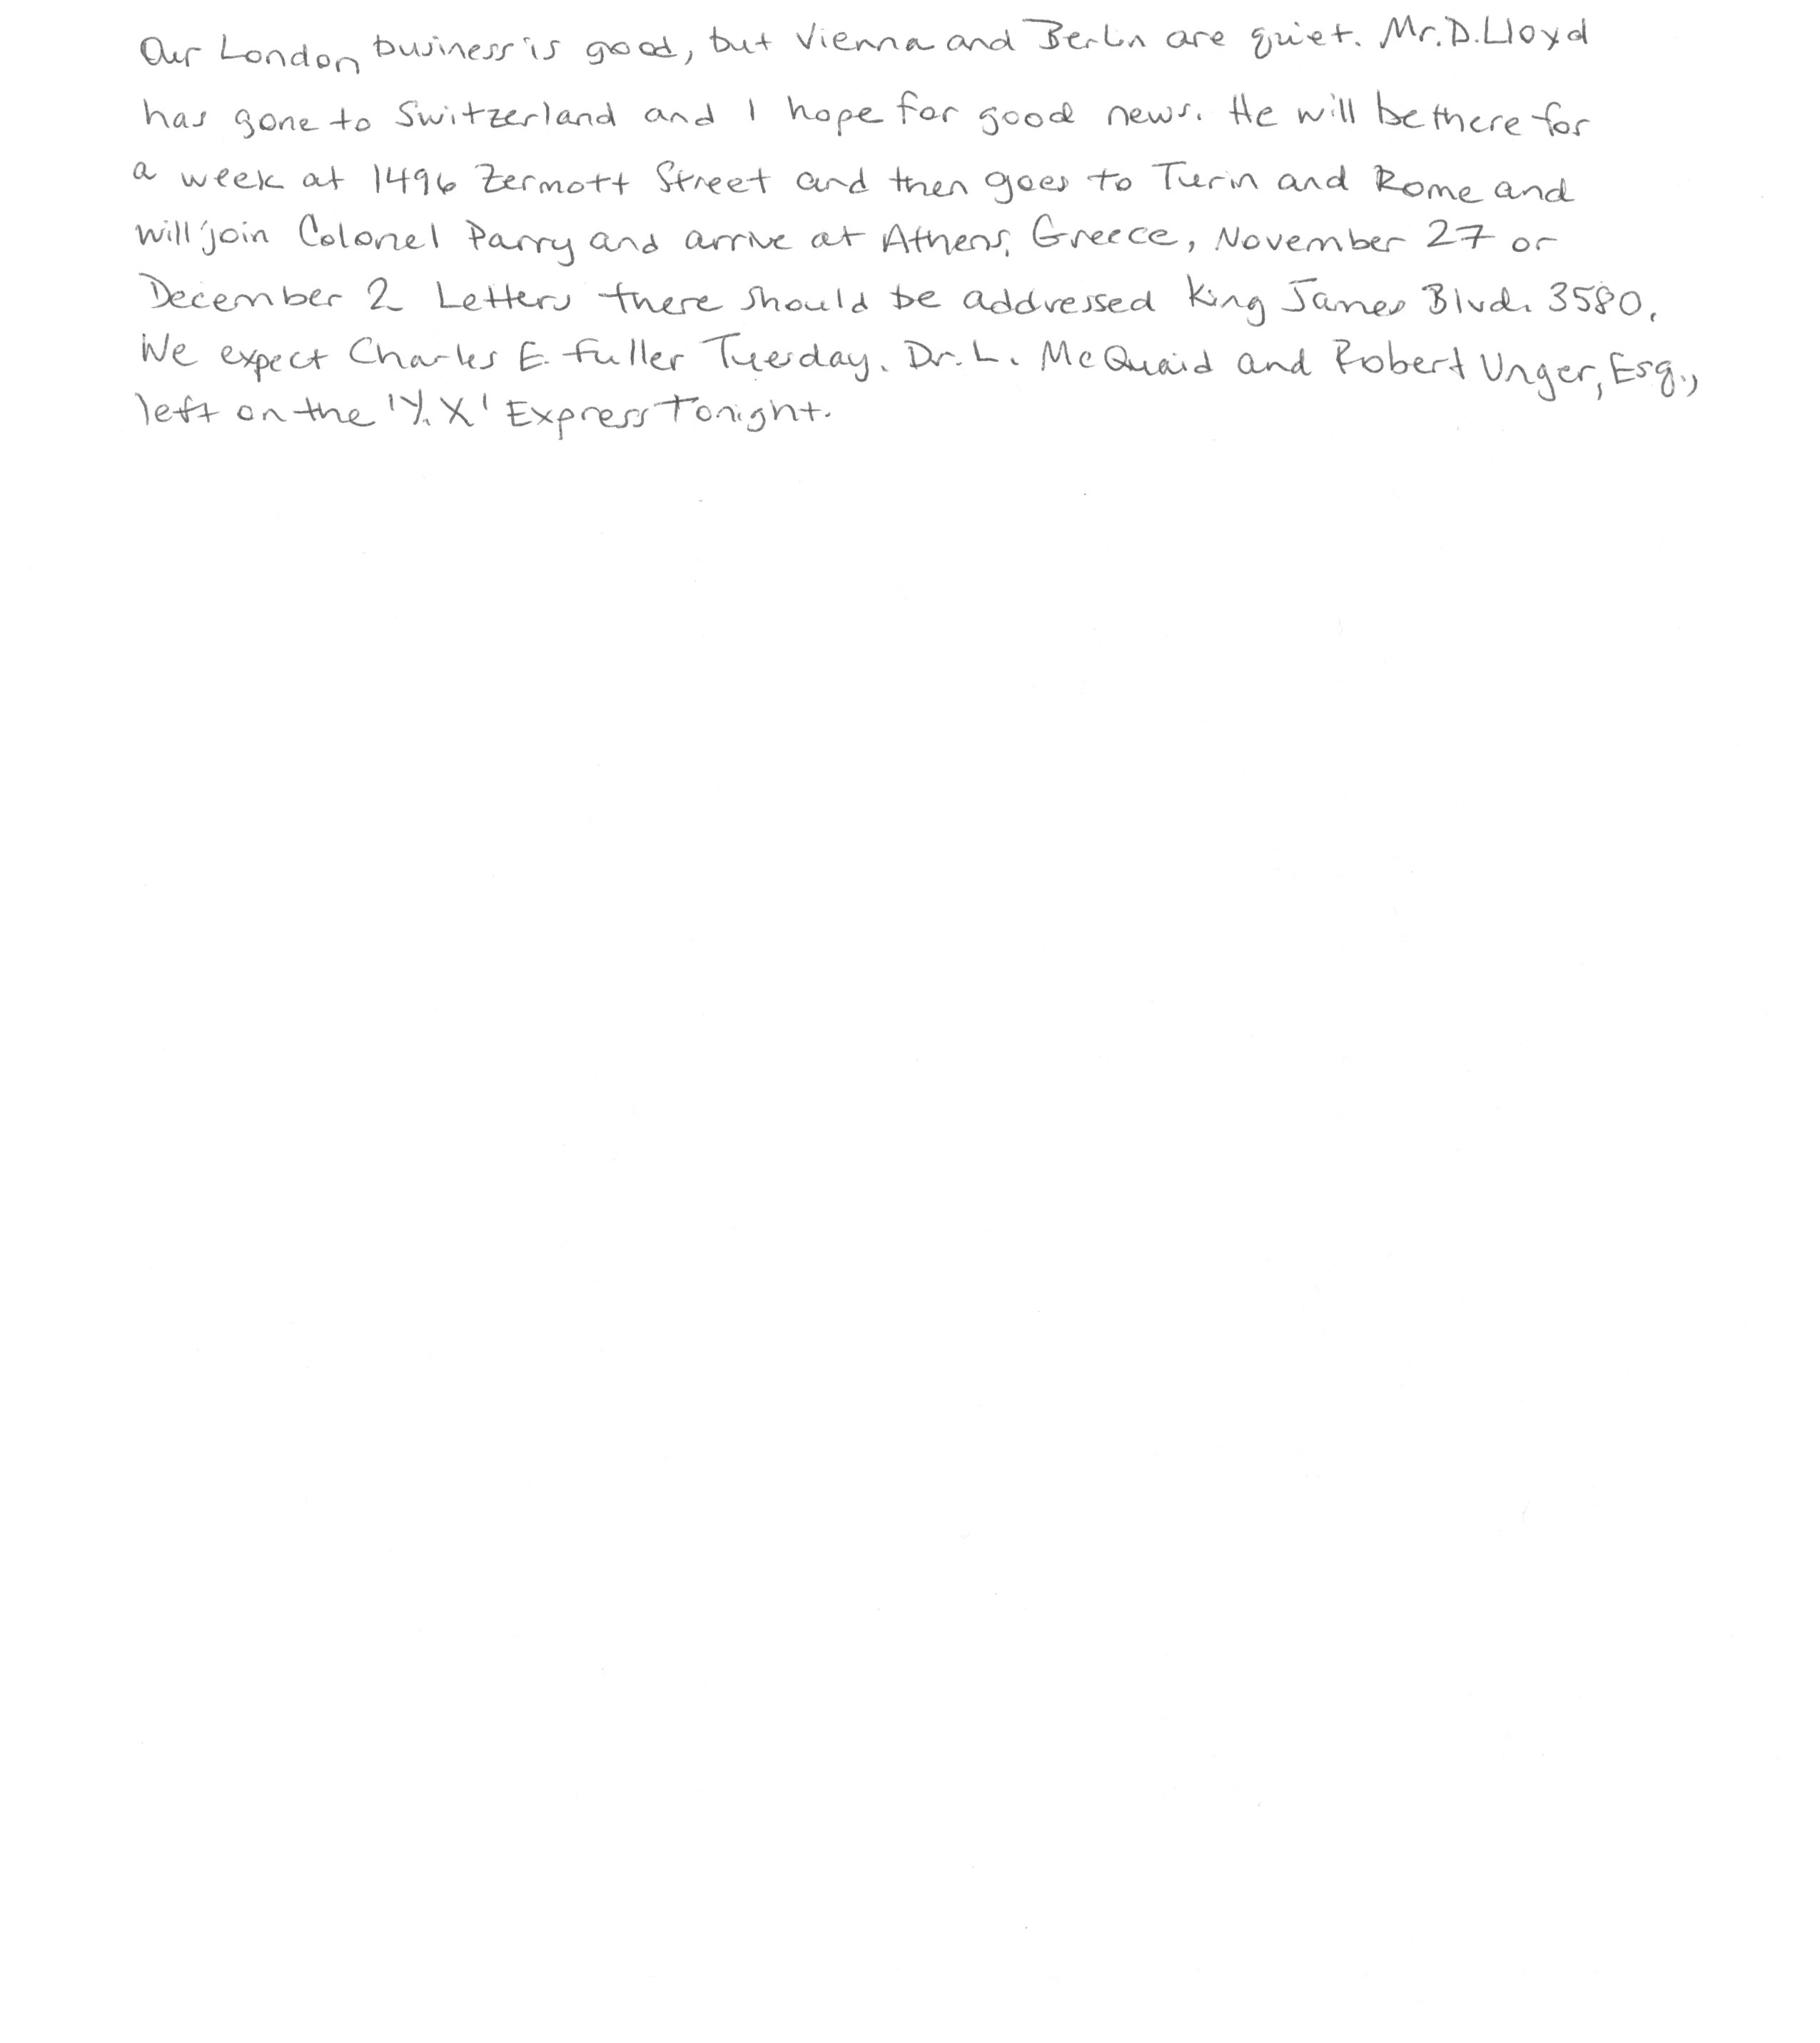 Our London business is good, but Vienna and Berlin are quiet. Mr. D. Lloyd
has gone to Switzerland and I hope for good news. He will be there for
a week at 1496 Zermott Street and then goes to Turin and Rome and
will join Colonel Parry and arrive at Athens, Greece, November 27 or
December 2 Letters there should be addressed King James Blvd. 3580.
We expect Charles E. Fuller Tuesday. Dr. L. McQuaid and Robert Unger, Esq.,
left on the 'Y. X' Express Tonight.